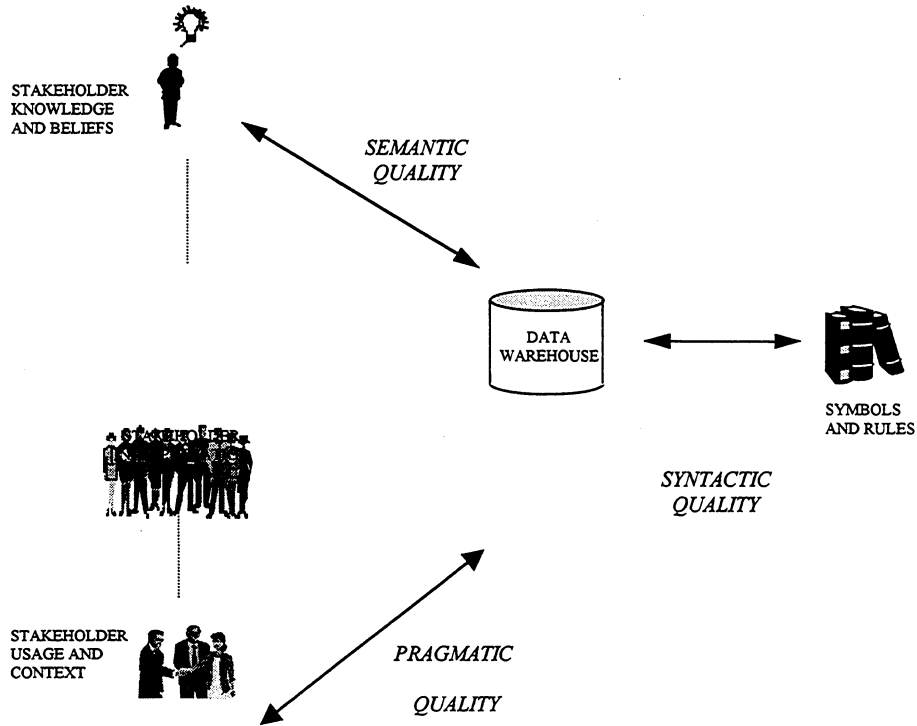 STAKEHOLDER
KNOWLEDGE
AND BELIEFS
SEMANTIC
QUALITY
DATA
WAREHOUSE
SYMBOLS
AND RULES
STAKEHOLDER
SYNTACTIC
QUALITY
STAKEHOLDER
USAGE AND
CONTEXT
PRAGMATIC
QUALITY